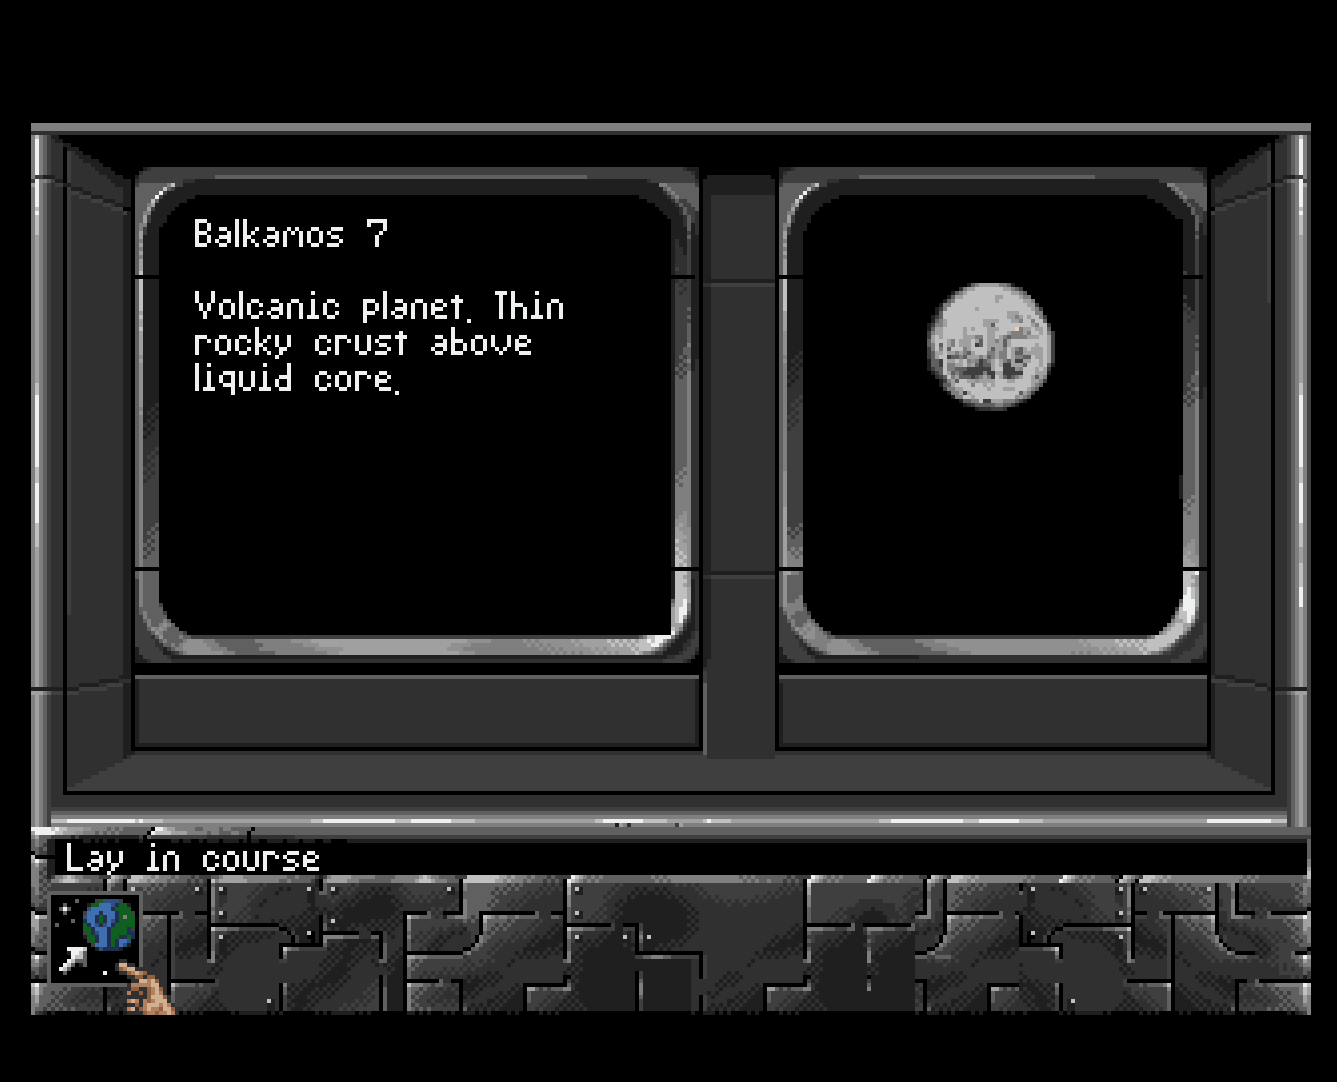 Balkamos 7
Volcanic planet. Thin
rocky crust above
liquid core.
Lay in course